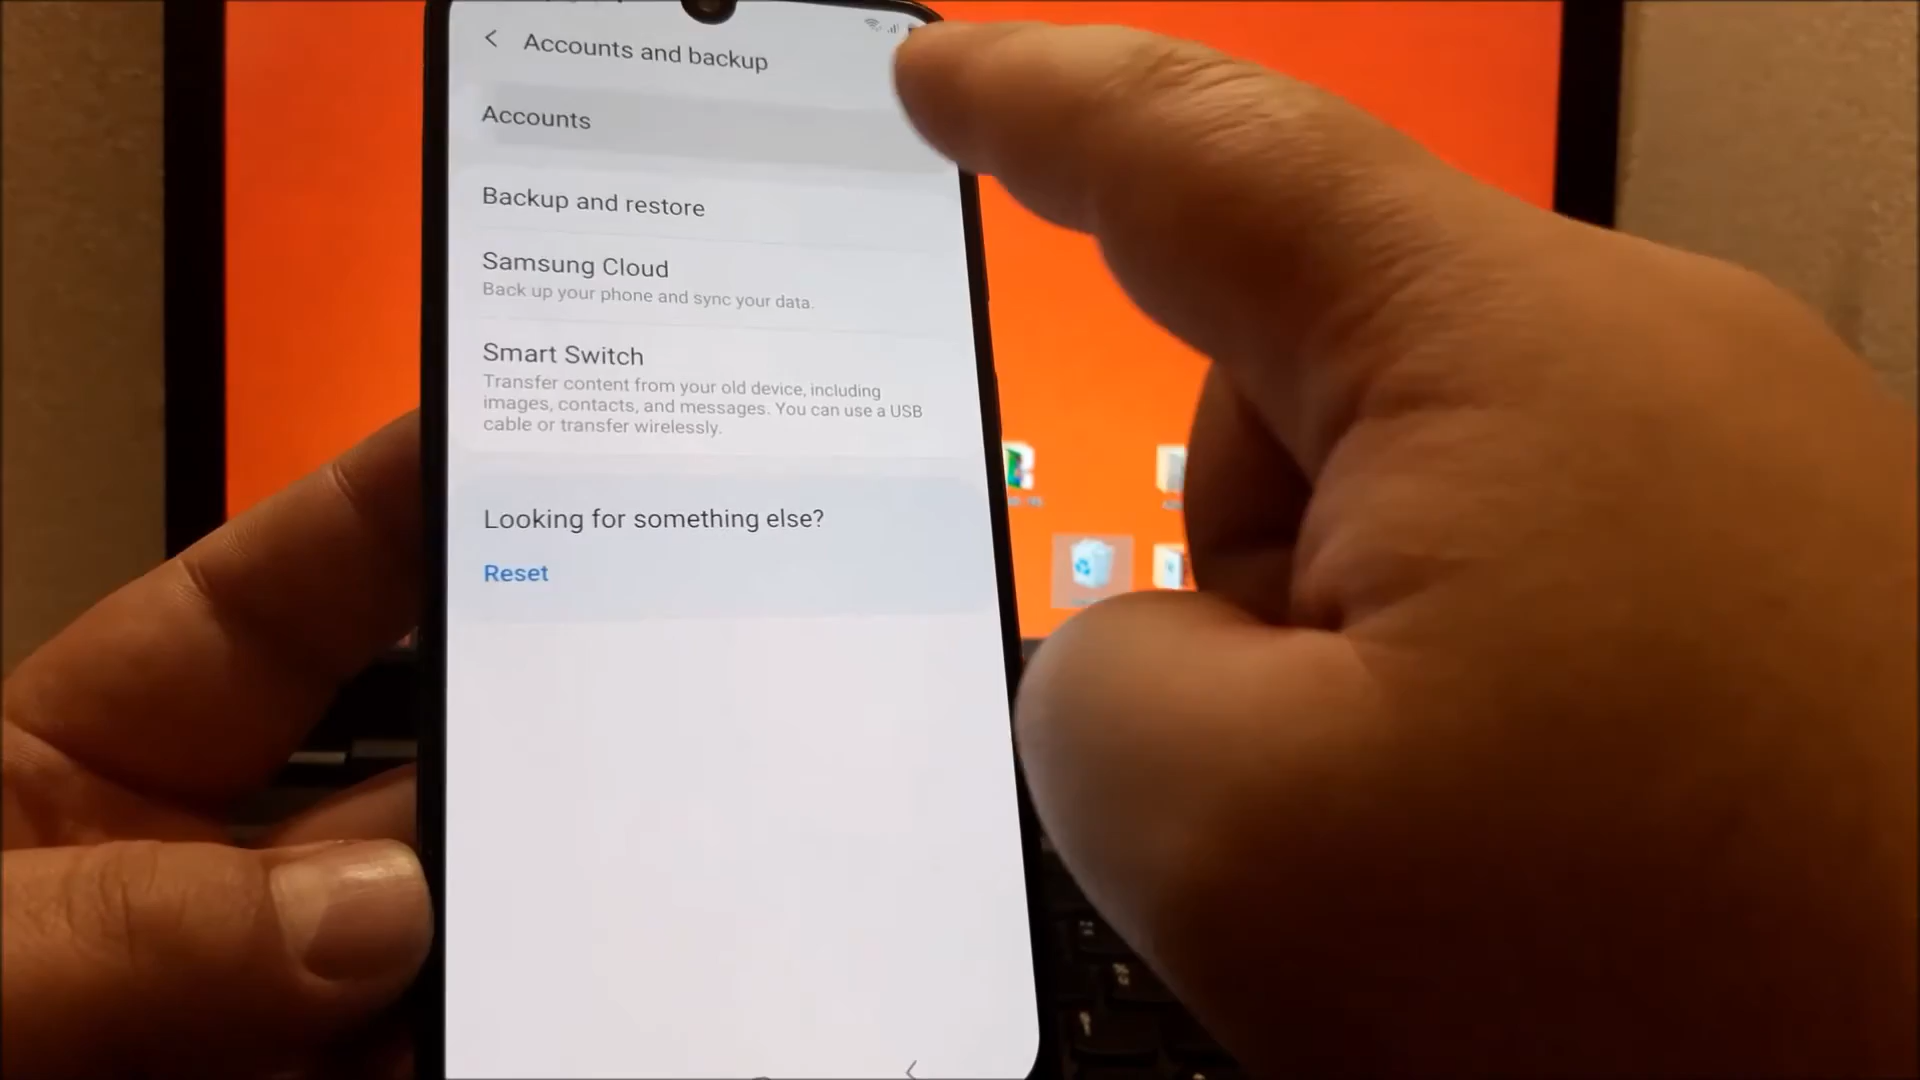 Accounts and backup
Accounts
Backup and restore
Samsung Cloud
Back up your phone and sync your data.
Smart Switch
Transfer content from your old device, including
images, contacts, and messages. You can use a USB
cable or transfer wirelessly.
Looking for something else?
Reset